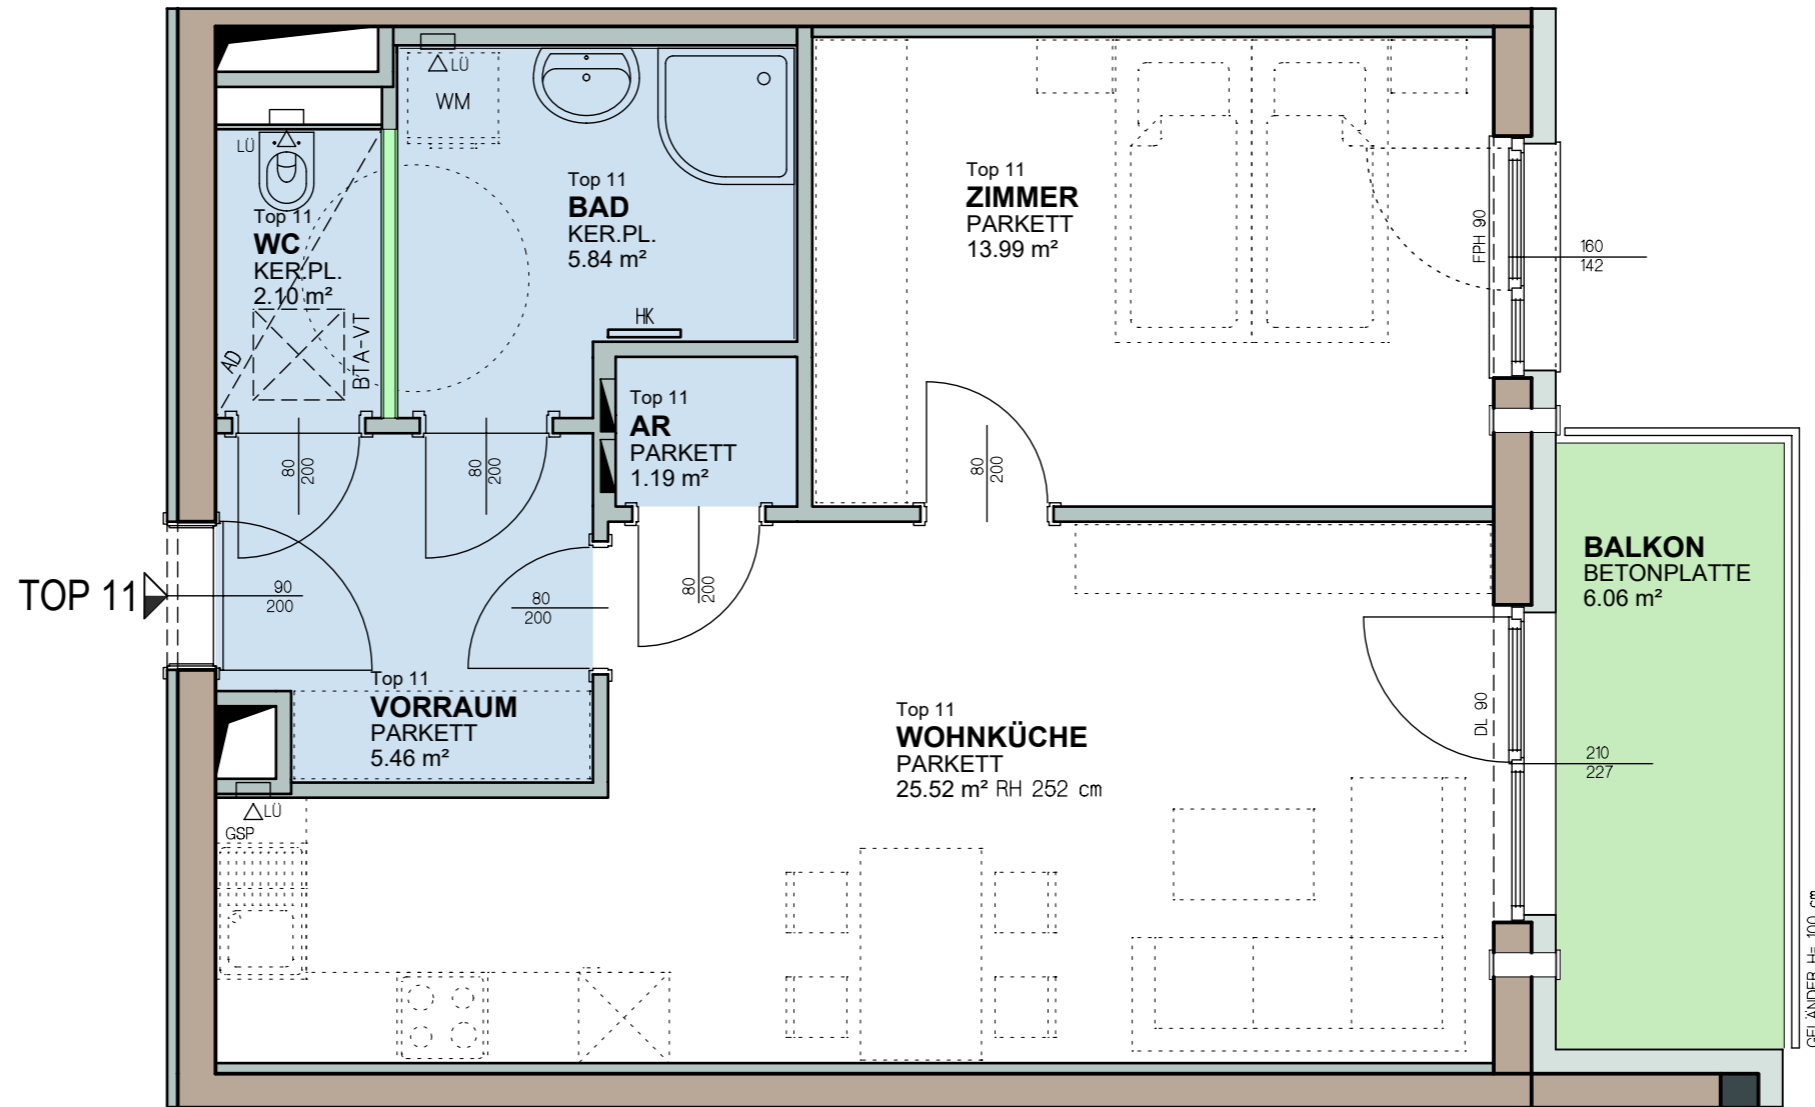 LÜ
WM
LÜ
Top 11
WC
KER.PL.
2.10 m²
AD
BTA-VT
Top 11
BAD
KER.PL.
5.84 m²
HK
Top 11
ZIMMER
PARKETT
13.99 m²
FPH 90
160
142
Top 11
AR
PARKETT
1.19 m²
80
200
80
200
80
200
80
200
TOP 11
90
200
80
200
Top 11
VORRAUM
PARKETT
5.46 m²
BALKON
BETONPLATTE
6.06 m²
Top 11
WOHNKÜCHE
PARKETT
25.52 m² RH 252 cm
DL 90
210
227
LÜ
GSP
GELÄNDER H= 100 cm